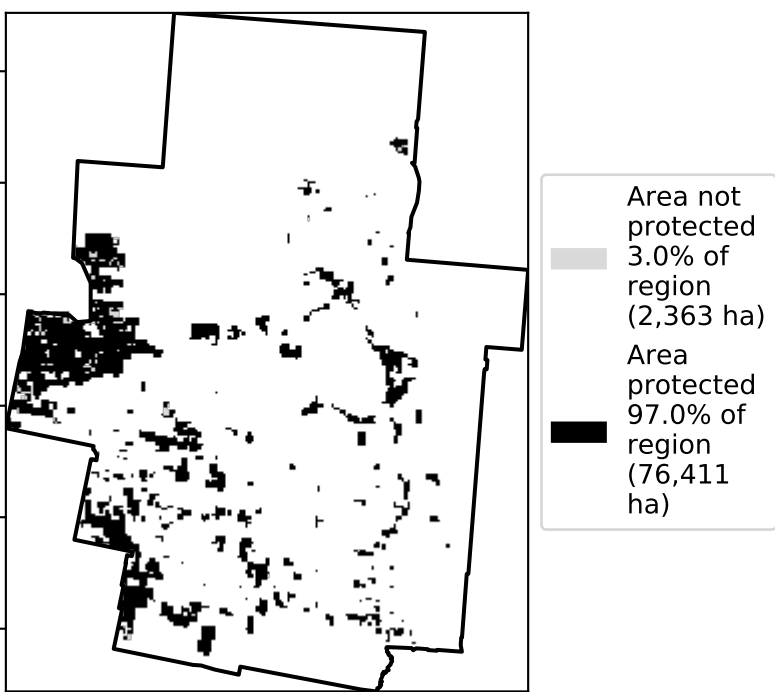 Area not
protected
3.0% of
region
(2,363 ha)
Area
protected
97.0% of
region
(76,411
ha)